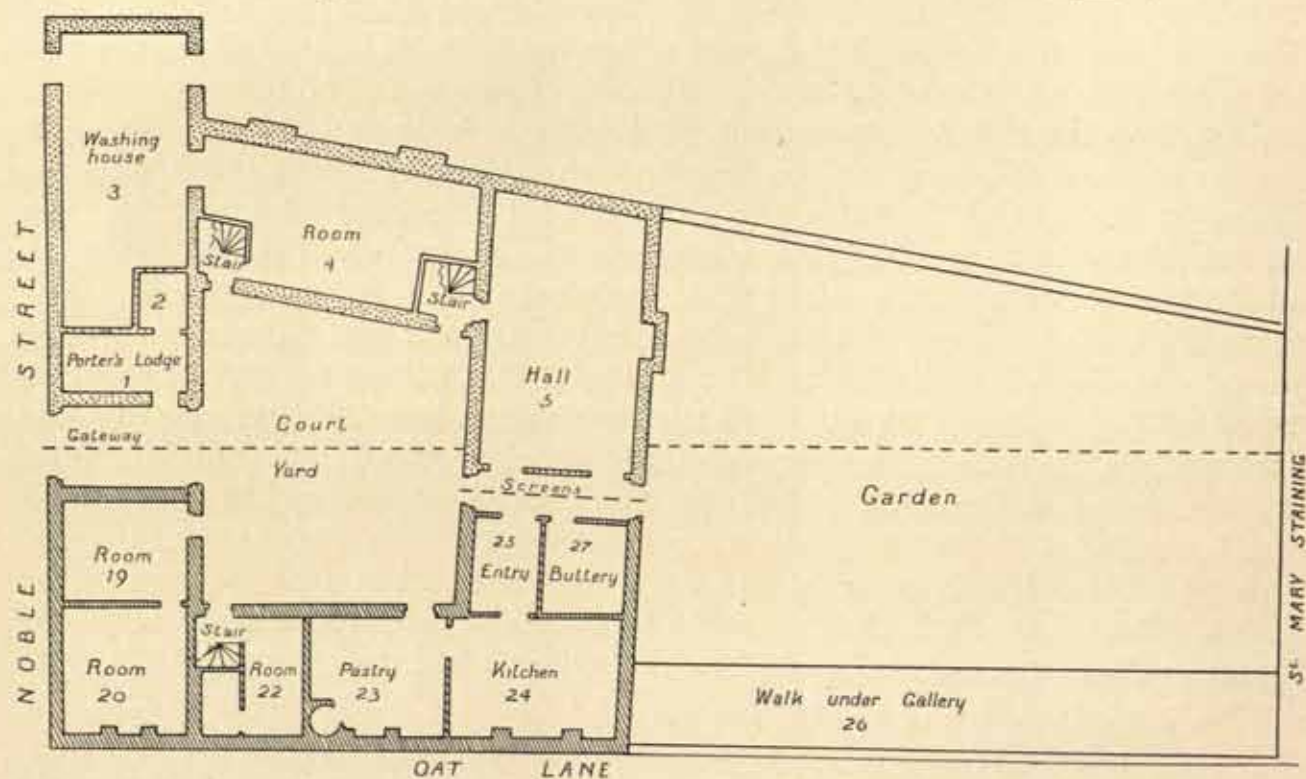 Washing
house
3
STREET
Stair
Room
4
Stair
2
Porter's Lodge
1
Hall
5
Gateway
Court
Yard
Screens
Garden
St. MARY STAINING
NOBLE
Room
19
25
Entry
27
Buttery
Stair
Room
20
Room
22
Pastry
23
Kitchen
24
Walk under Gallery
26
OAT LANE